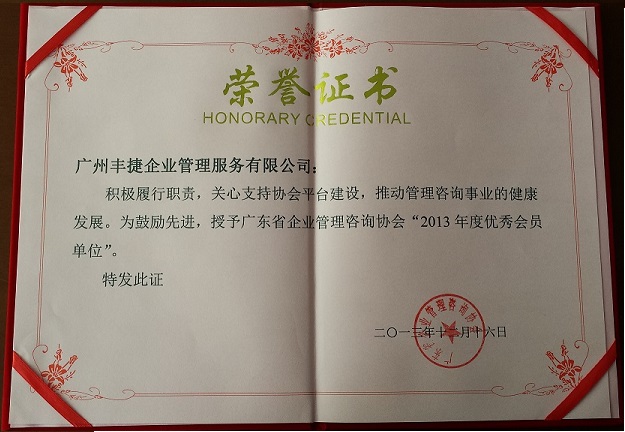 荣誉证书
HONORARY CREDENTIAL
广州丰捷企业管理服务有限公司：
积极履行职责，关心支持协会平台建设，推动管理咨询事业的健康
发展。为鼓励先进，授予广东省企业管理咨询协会“2013 年度优秀会员
单位”。
特发此证
二〇一三年十二月十六日